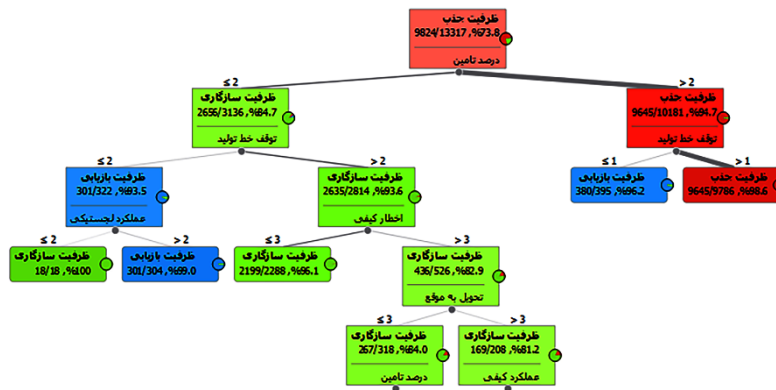 ظرفیت جذب
9824/13317 ,%73.8
درصد تامین
≤ 2
> 2
ظرفیت سازگاری
2656/3136 ,%84.7
توقف خط تولید
ظرفیت جذب
9645/10181 ,%94.7
توقف خط تولید
≤ 2
> 2
≤ 1
> 1
ظرفیت بازیابی
301/322 ,%93.5
عملکرد لجستیکی
ظرفیت سازگاری
2635/2814 ,%93.6
اخطار کیفی
ظرفیت بازیابی
380/395 ,%96.2
ظرفیت جذب
9645/9786 ,%98.6
≤ 2
> 2
≤ 3
> 3
ظرفیت سازگاری
18/18 ,%100
ظرفیت بازیابی
301/304 ,%99.0
ظرفیت سازگاری
2199/2288 ,%96.1
ظرفیت سازگاری
436/526 ,%82.9
تحویل به موقع
≤ 3
> 3
ظرفیت سازگاری
267/318 ,%84.0
درصد تامین
ظرفیت سازگاری
169/208 ,%81.2
عملکرد کیفی